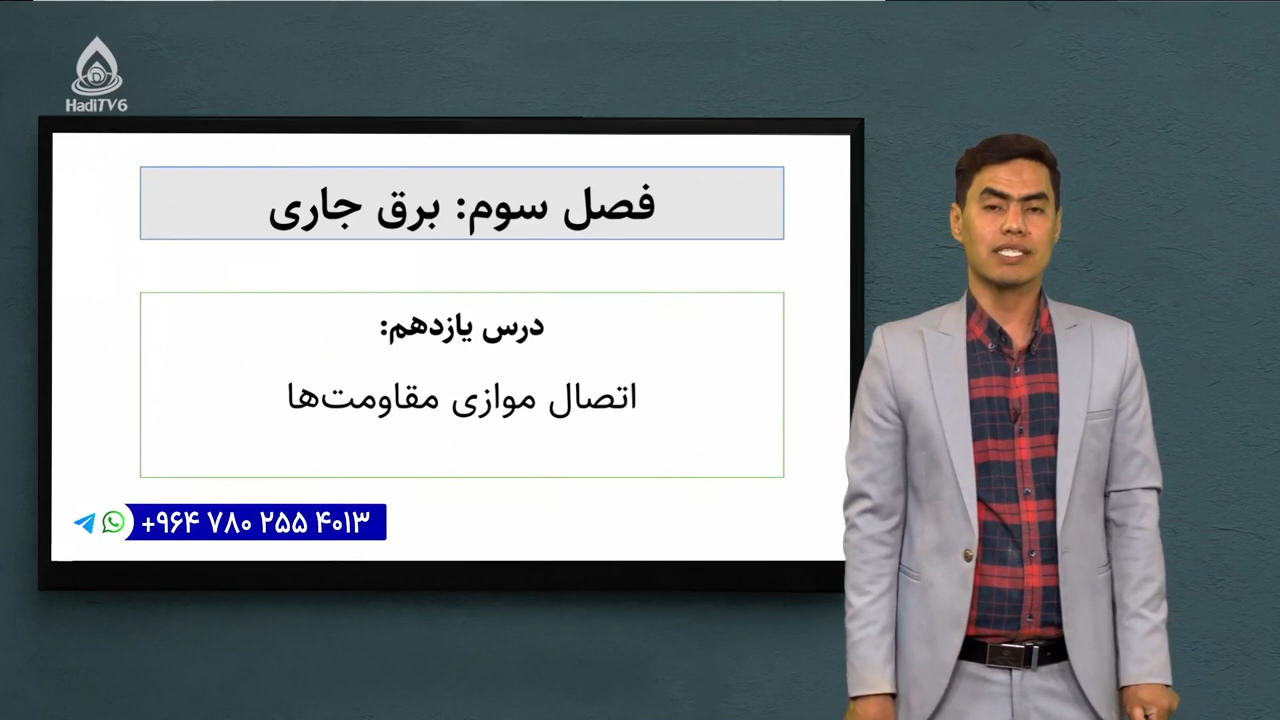 HadiTV6
فصل سوم: برق جاری
درس یازدهم:
اتصال موازی مقاومت‌ها
+۹۶۴ ۷۸۰ ۲۵۵ ۴۰۱۳